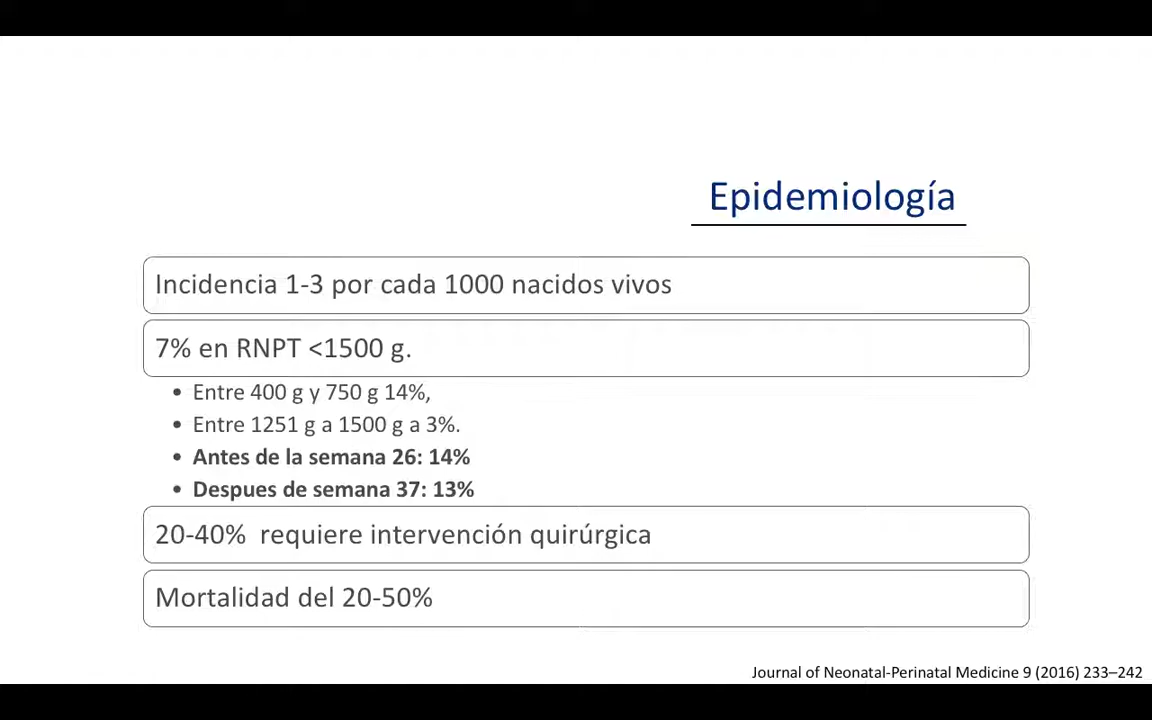 Epidemiología
Incidencia 1-3 por cada 1000 nacidos vivos
7% en RNPT <1500 g.
• Entre 400 g y 750 g 14%,
• Entre 1251 g a 1500 g a 3%.
• Antes de la semana 26: 14%
• Despues de semana 37: 13%
20-40%  requiere intervención quirúrgica
Mortalidad del 20-50%
Journal of Neonatal-Perinatal Medicine 9 (2016) 233–242